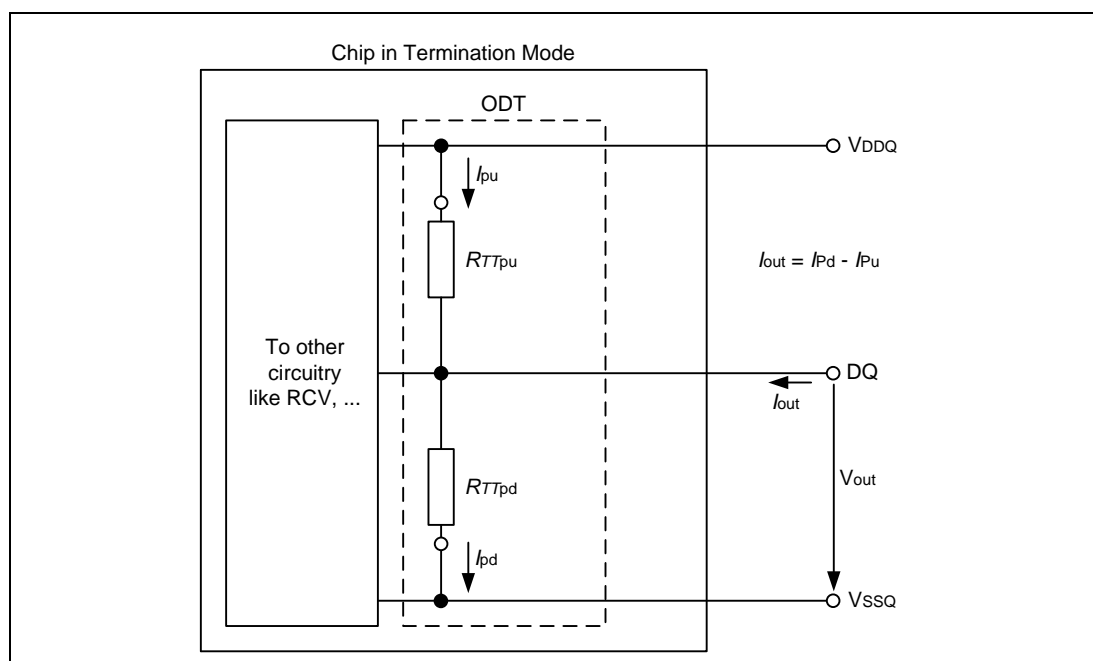 Chip in Termination Mode
ODT
VDDQ
Ipu
RTTpu
Iout = IPd - IPu
To other
circuitry
like RCV, ...
DQ
Iout
RTTpd
Vout
Ipd
VSSQ